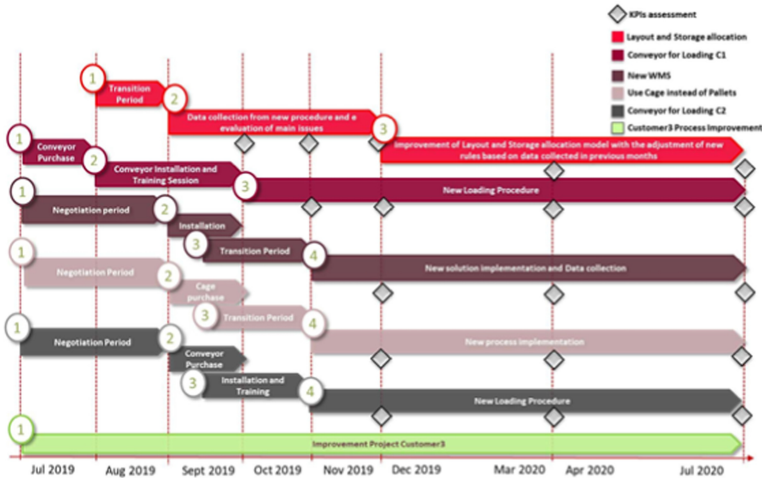 KPIs assessment
Layout and Storage allocation
Conveyor for Loading C1
New WMS
Use Cage instead of Pallets
Conveyor for Loading C2
Customer3 Process Improvement
1
Transition
Period
2
Data collection from new procedure and e
evaluation of main issues
3
Improvement of Layout and Storage allocation model with the adjustment of new
rules based on data collected in previous months
1
Conveyor
Purchase
2
Conveyor Installation and
Training Session
3
New Loading Procedure
1
Negotiation period
2
Installation
3
Transition Period
4
New solution implementation and Data collection
1
Negotiation Period
2
Cage
purchase
3
Transition Period
4
New process implementation
1
Negotiation Period
2
Conveyor
Purchase
3
Installation and
Training
4
New Loading Procedure
1
Improvement Project Customer3
Jul 2019 Aug 2019 Sept 2019 Oct 2019 Nov 2019 Dec 2019 Mar 2020 Apr 2020 Jul 2020